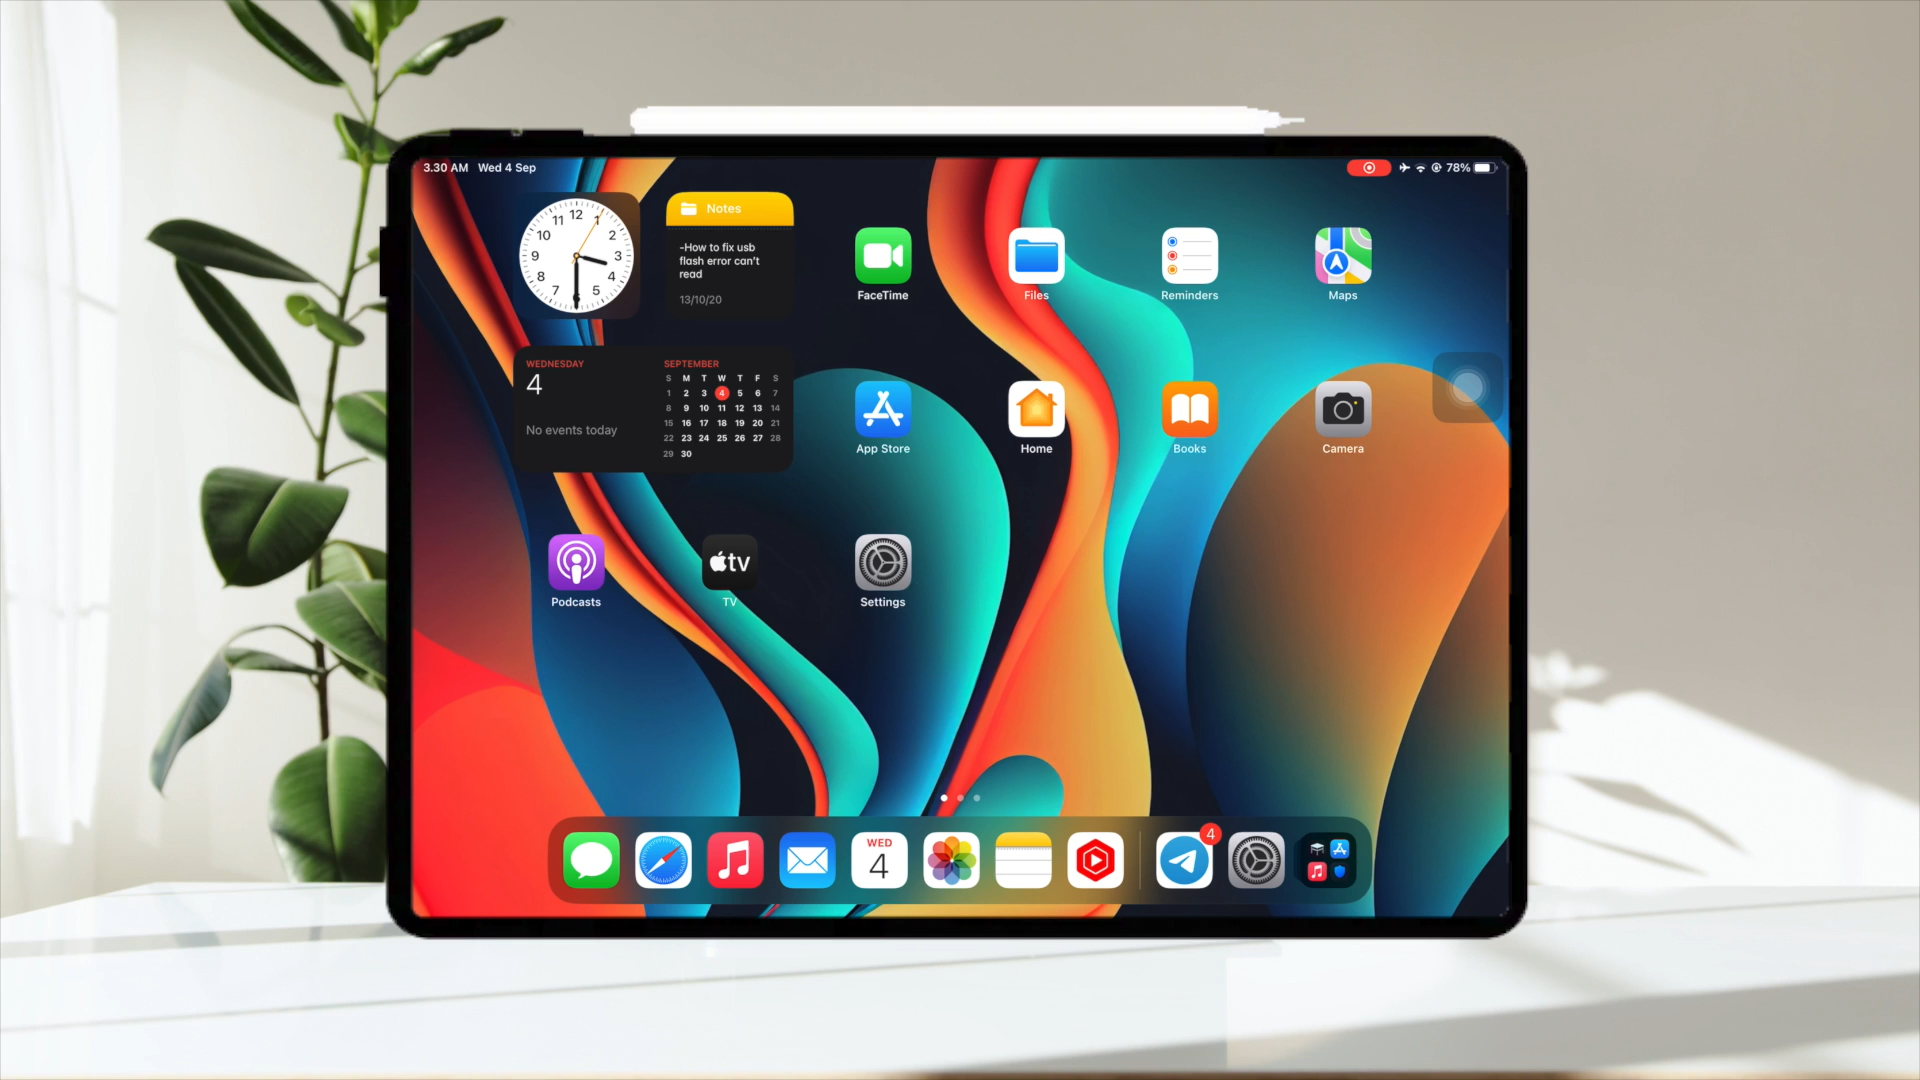 3.30 AM Wed 4 Sep
78%
12
1
2
3
4
5
7
8
9
10
11
Notes
-How to fix usb
flash error can't
read
13/10/20
FaceTime
Files
Reminders
Maps
WEDNESDAY
4
No events today
SEPTEMBER
S M T W T F S
1 2 3 4 5 6 7
8 9 10 11 12 13 14
15 16 17 18 19 20 21
22 23 24 25 26 27 28
29 30
App Store
Home
Books
Camera
Podcasts
tv
TV
Settings
WED
4
4